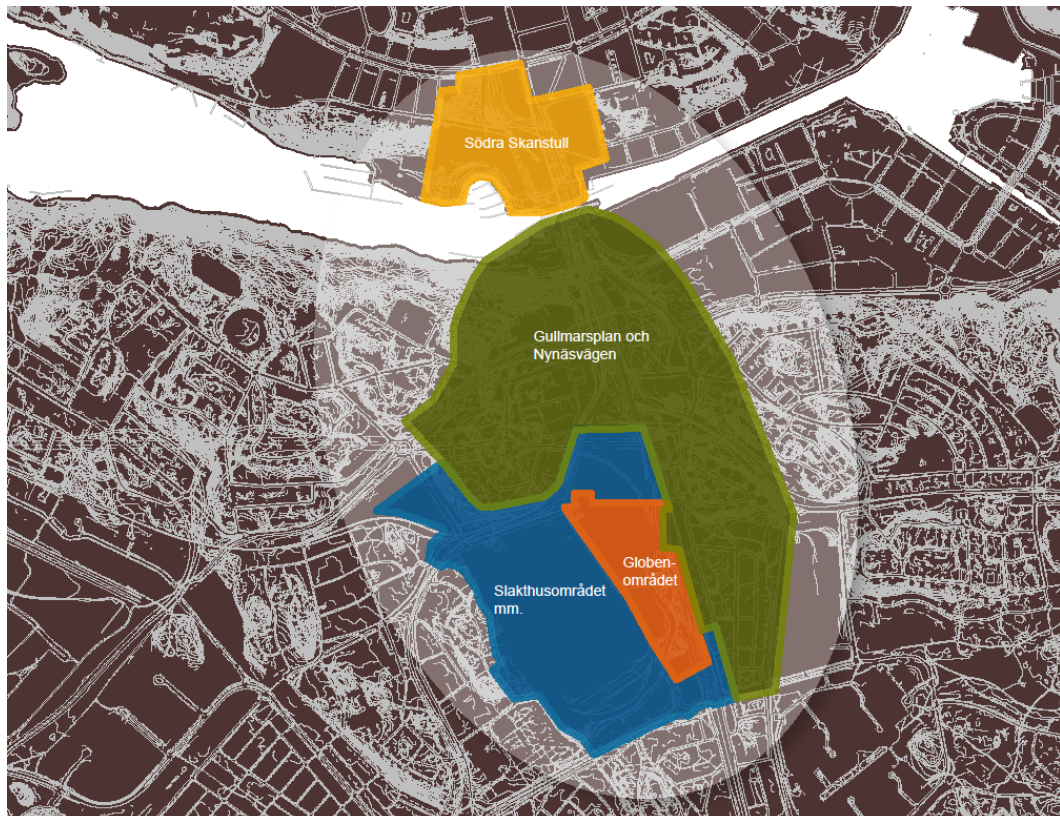 Södra Skanstull
Gullmarsplan och
Nynäsvägen
Globen-
området
Slakthusområdet
mm.